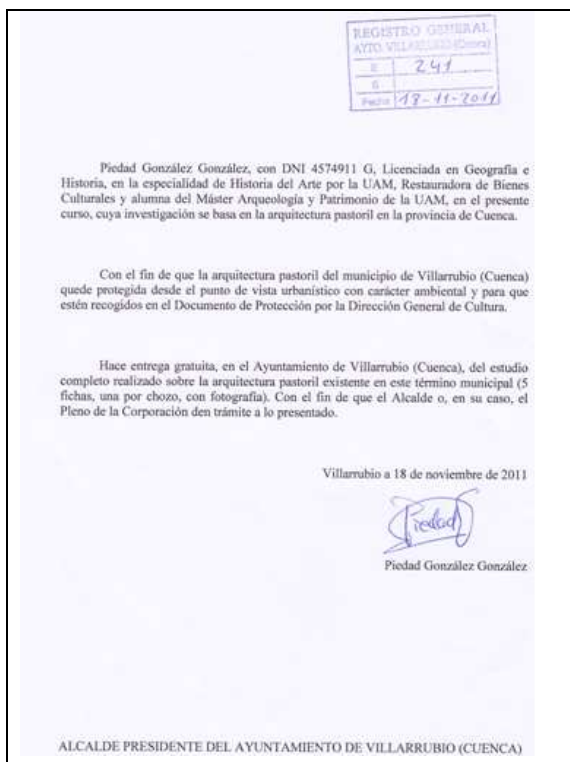 REGISTRO GENERAL
AYTO. VILLARRUBIO (Cuenca)
E 241
S
Fecha 18-11-2011
Piedad González González, con DNI 4574911 G, Licenciada en Geografía e
Historia, en la especialidad de Historia del Arte por la UAM, Restauradora de Bienes
Culturales y alumna del Máster Arqueología y Patrimonio de la UAM, en el presente
curso, cuya investigación se basa en la arquitectura pastoril en la provincia de Cuenca.
Con el fin de que la arquitectura pastoril del municipio de Villarrubio (Cuenca)
quede protegida desde el punto de vista urbanístico con carácter ambiental y para que
estén recogidos en el Documento de Protección por la Dirección General de Cultura.
Hace entrega gratuita, en el Ayuntamiento de Villarrubio (Cuenca), del estudio
completo realizado sobre la arquitectura pastoril existente en este término municipal (5
fichas, una por chozo, con fotografía). Con el fin de que el Alcalde o, en su caso, el
Pleno de la Corporación den trámite a lo presentado.
Villarrubio a 18 de noviembre de 2011
Piedad
Piedad González González
ALCALDE PRESIDENTE DEL AYUNTAMIENTO DE VILLARRUBIO (CUENCA)